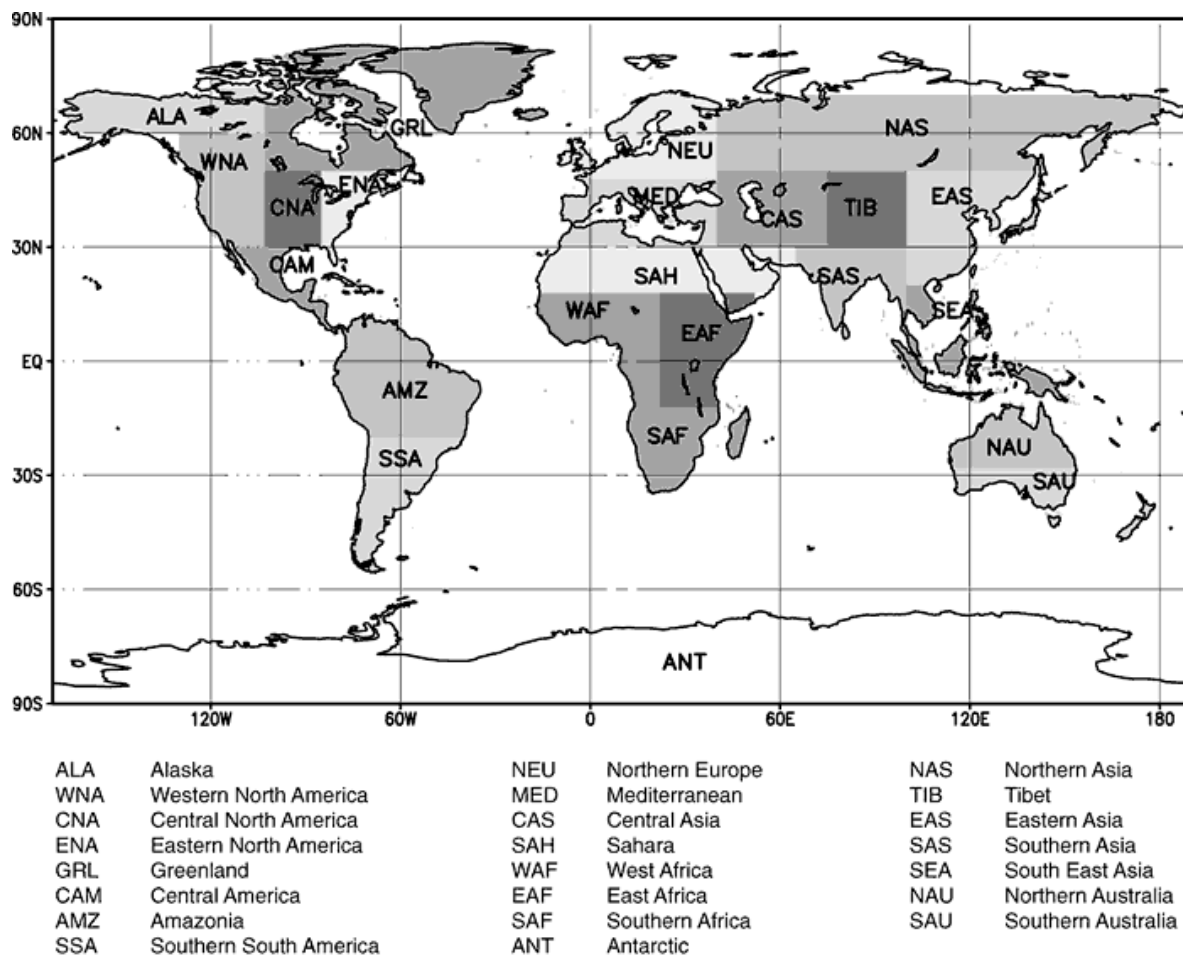 90N
ALA
GRL
NAS
60N
WNA
NEU
ENA
MED
EAS
CNA
CAS
TIB
30N
CAM
SAH
SAS
WAF
SEA
EAF
EQ
AMZ
SAF
NAU
SSA
30S
SAU
60S
ANT
90S
120W 60W 0 60E 120E 180
ALA Alaska NEU Northern Europe NAS Northern Asia
WNA Western North America MED Mediterranean TIB Tibet
CNA Central North America CAS Central Asia EAS Eastern Asia
ENA Eastern North America SAH Sahara SAS Southern Asia
GRL Greenland WAF West Africa SEA South East Asia
CAM Central America EAF East Africa NAU Northern Australia
AMZ Amazonia SAF Southern Africa SAU Southern Australia
SSA Southern South America ANT Antarctic